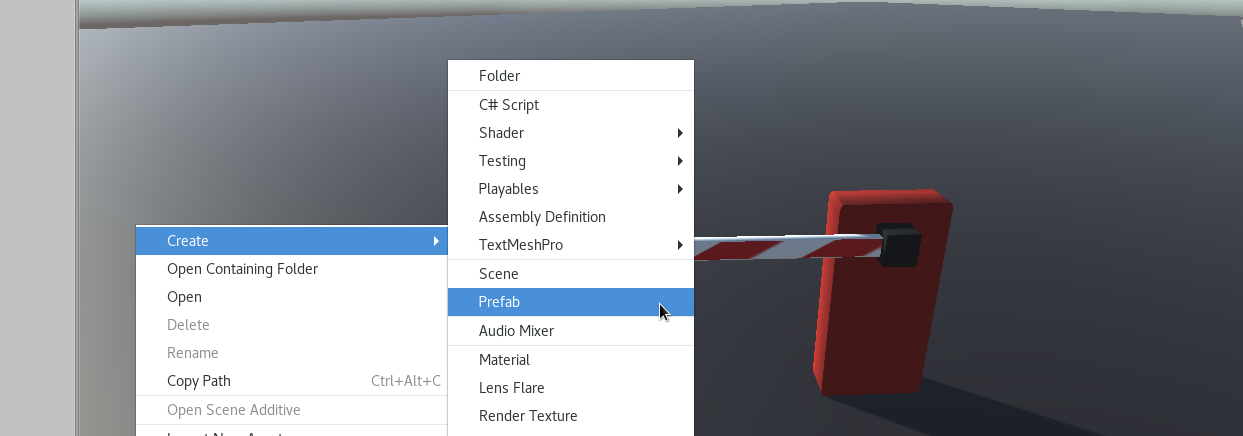 Folder
C# Script
Shader
Testing
Playables
Assembly Definition
TextMeshPro
Scene
Prefab
Audio Mixer
Material
Lens Flare
Render Texture
Create
Open Containing Folder
Open
Delete
Rename
Copy Path Ctrl+Alt+C
Open Scene Additive